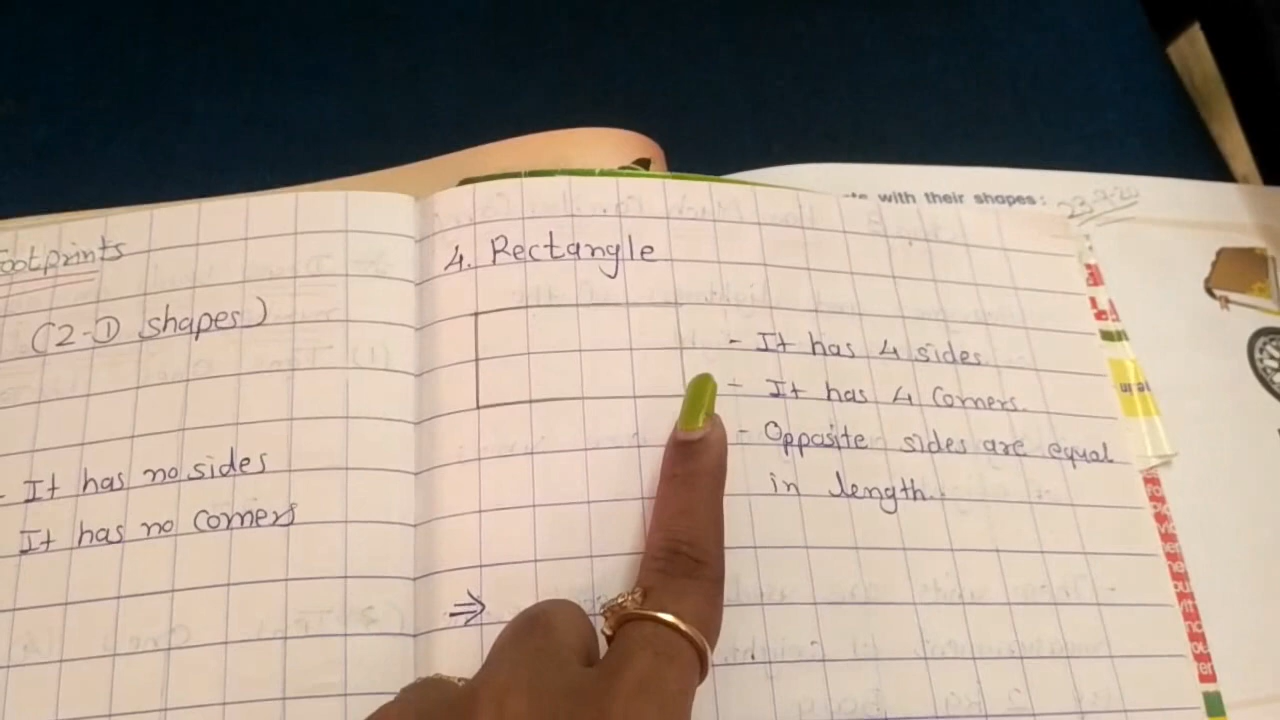 ootprints
(2-D shapes)
- It has no sides
It has no corners
4. Rectangle
- It has 4 sides
- It has 4 corners.
- Opposite sides are equal
in length.
⇒
with their shapes: